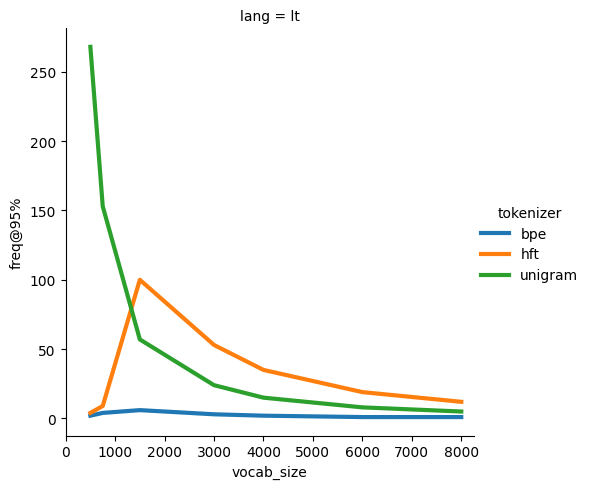 lang = lt
freq@95%
250
200
150
100
50
0
0 1000 2000 3000 4000 5000 6000 7000 8000
vocab_size
tokenizer
bpe
hft
unigram